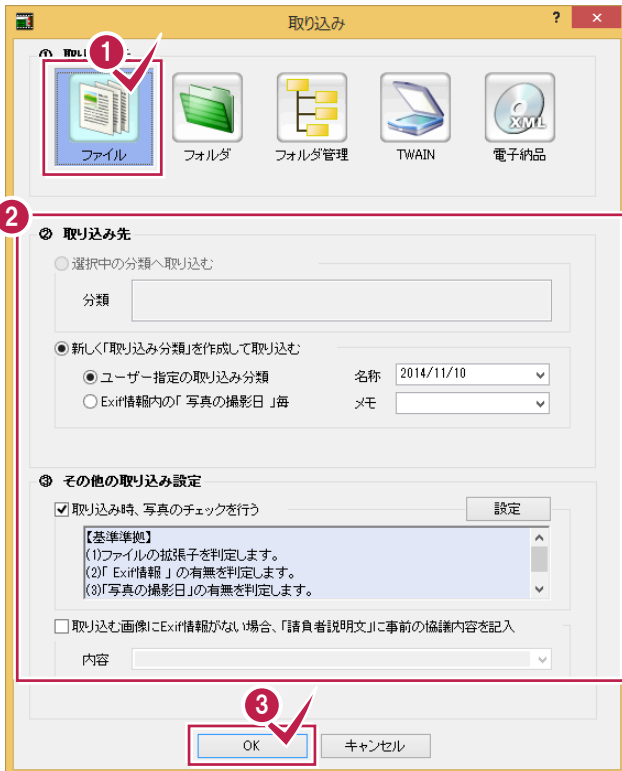 取り込み
? ×
①
1
ファイル
フォルダ
フォルダ管理
TWAIN
XML
電子納品
2
② 取り込み先
選択中の分類へ取り込む
分類
新しく「取り込み分類」を作成して取り込む
ユーザー指定の取り込み分類
名称
2014/11/10
Exif情報内の「 写真の撮影日 」毎
メモ
③ その他の取り込み設定
取り込み時、写真のチェックを行う
設定
【基準準拠】
(1)ファイルの拡張子を判定します。
(2)「 Exif情報 」の有無を判定します。
(3)「写真の撮影日」の有無を判定します。
取り込む画像にExif情報がない場合、「請負者説明文」に事前の協議内容を記入
内容
3
OK
キャンセル